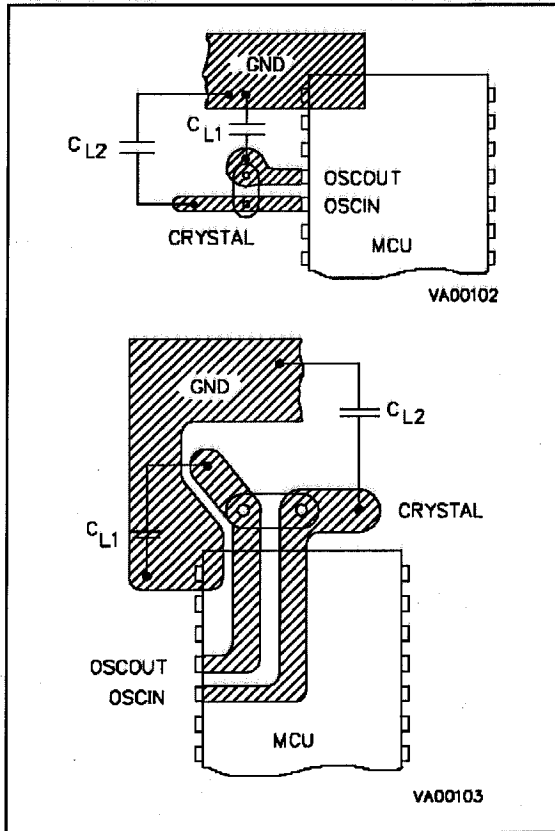 GND
C L1
C L2
OSCOUT
OSCIN
CRYSTAL
MCU
VA00102
GND
C L2
CRYSTAL
C L1
OSCOUT
OSCIN
MCU
VA00103